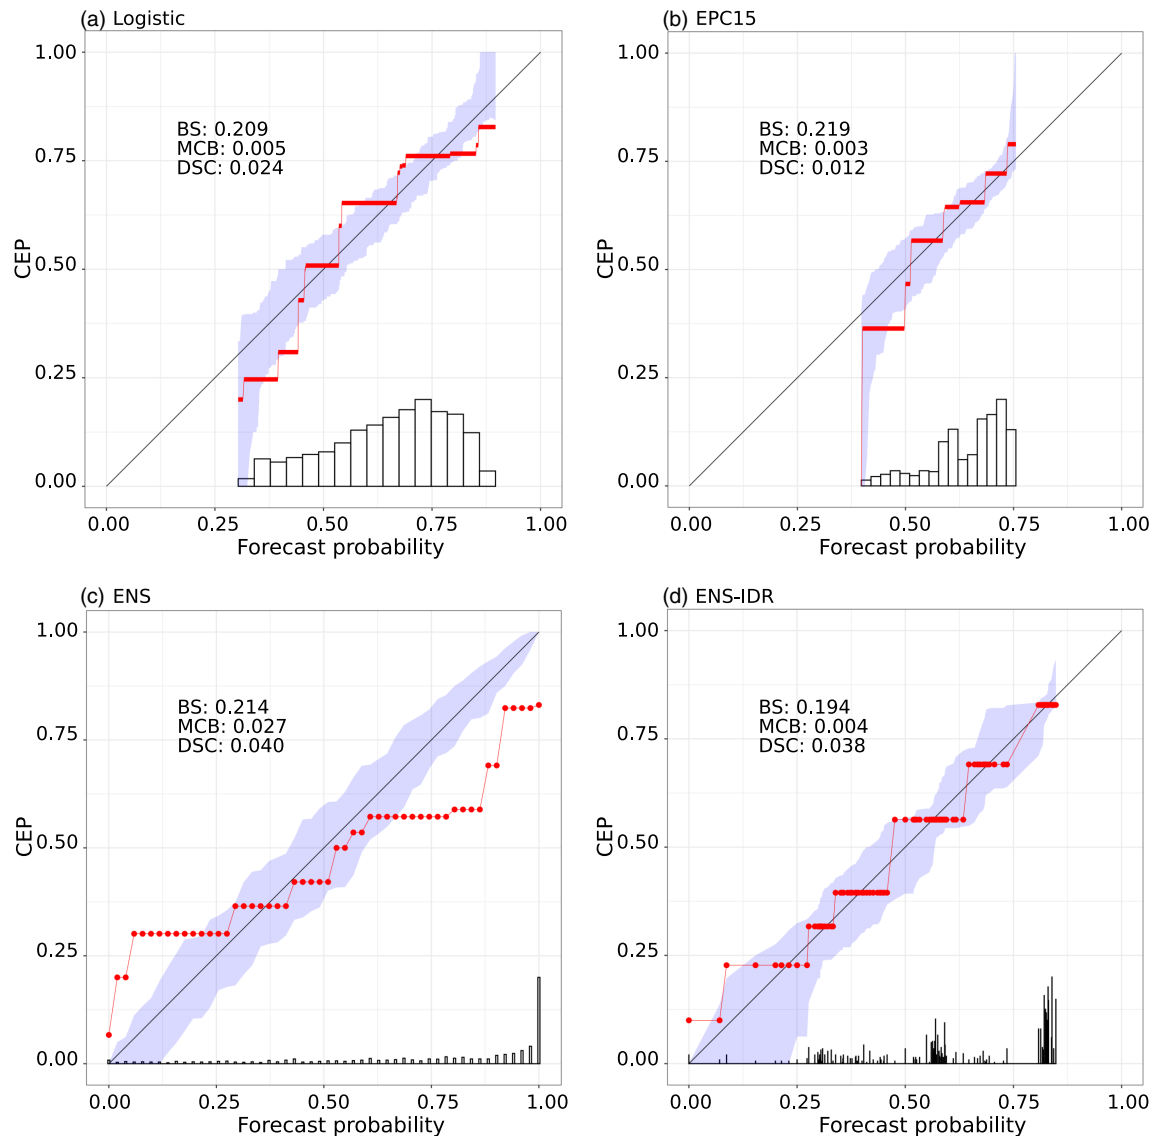 (a) Logistic
1.00
0.75
0.50
0.25
0.00
CEP
BS: 0.209
MCB: 0.005
DSC: 0.024
0.00 0.25 0.50 0.75 1.00
Forecast probability
(b) EPC15
1.00
0.75
0.50
0.25
0.00
CEP
BS: 0.219
MCB: 0.003
DSC: 0.012
0.00 0.25 0.50 0.75 1.00
Forecast probability
(c) ENS
1.00
0.75
0.50
0.25
0.00
CEP
BS: 0.214
MCB: 0.027
DSC: 0.040
0.00 0.25 0.50 0.75 1.00
Forecast probability
(d) ENS-IDR
1.00
0.75
0.50
0.25
0.00
CEP
BS: 0.194
MCB: 0.004
DSC: 0.038
0.00 0.25 0.50 0.75 1.00
Forecast probability